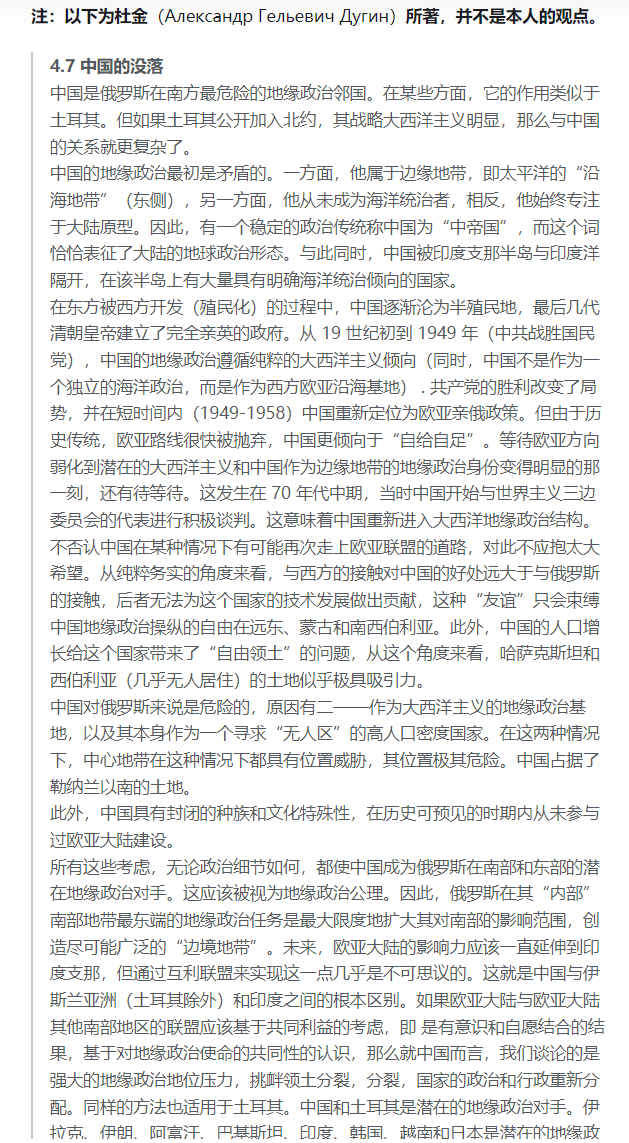 注：以下为杜金（Александр Гельевич Дугин）所著，并不是本人的观点。
4.7 中国的没落
中国是俄罗斯在南方最危险的地缘政治邻国。在某些方面，它的作用类似于
土耳其。但如果土耳其公开加入北约，其战略大西洋主义明显，那么与中国
的关系就更复杂了。
中国的地缘政治最初是矛盾的。一方面，他属于边缘地带，即太平洋的“沿
海地带”（东侧），另一方面，他从未成为海洋统治者，相反，他始终专注
于大陆原型。因此，有一个稳定的政治传统称中国为“中帝国”，而这个词
恰恰表征了大陆的地球政治形态。与此同时，中国被印度支那半岛与印度洋
隔开，在该半岛上有大量具有明确海洋统治倾向的国家。
在东方被西方开发（殖民化）的过程中，中国逐渐沦为半殖民地，最后几代
清朝皇帝建立了完全亲英的政府。从 19 世纪初到 1949 年（中共战胜国民
党），中国的地缘政治遵循纯粹的大西洋主义倾向（同时，中国不是作为一
个独立的海洋政治，而是作为西方欧亚沿海基地）. 共产党的胜利改变了局
势，并在短时间内（1949-1958）中国重新定位为欧亚亲俄政策。但由于历
史传统，欧亚路线很快被抛弃，中国更倾向于“自给自足”。等待欧亚方向
弱化到潜在的大西洋主义和中国作为边缘地带的地缘政治身份变得明显的那
一刻，还有待等待。这发生在 70 年代中期，当时中国开始与世界主义三边
委员会的代表进行积极谈判。这意味着中国重新进入大西洋地缘政治结构。
不否认中国在某种情况下有可能再次走上欧亚联盟的道路，对此不应抱太大
希望。从纯粹务实的角度来看，与西方的接触对中国的好处远大于与俄罗斯
的接触，后者无法为这个国家的技术发展做出贡献，这种“友谊”只会束缚
中国地缘政治操纵的自由在远东、蒙古和南西伯利亚。此外，中国的人口增
长给这个国家带来了“自由领土”的问题，从这个角度来看，哈萨克斯坦和
西伯利亚（几乎无人居住）的土地似乎极具吸引力。
中国对俄罗斯来说是危险的，原因有二——作为大西洋主义的地缘政治基
地，以及其本身作为一个寻求“无人区”的高人口密度国家。在这两种情况
下，中心地带在这种情况下都具有位置威胁，其位置极其危险。中国占据了
勒纳兰以南的土地。
此外，中国具有封闭的种族和文化特殊性，在历史可预见的时期内从未参与
过欧亚大陆建设。
所有这些考虑，无论政治细节如何，都使中国成为俄罗斯在南部和东部的潜
在地缘政治对手。这应该被视为地缘政治公理。因此，俄罗斯在其“内部”
南部地带最东端的地缘政治任务是最大限度地扩大其对南部的影响范围，创
造尽可能广泛的“边境地带”。未来，欧亚大陆的影响力应该一直延伸到印
度支那，但通过互利联盟来实现这一点几乎是不可思议的。这就是中国与伊
斯兰亚洲（土耳其除外）和印度之间的根本区别。如果欧亚大陆与欧亚大陆
其他南部地区的联盟应该基于共同利益的考虑，即 是有意识和自愿结合的结
果，基于对地缘政治使命的共同性的认识，那么就中国而言，我们谈论的是
强大的地缘政治地位压力，挑衅领土分裂，分裂，国家的政治和行政重新分
配。同样的方法也适用于土耳其。中国和土耳其是潜在的地缘政治对手。伊
拉克、伊朗、阿富汗、巴基斯坦、印度、韩国、越南和日本是潜在的地缘政